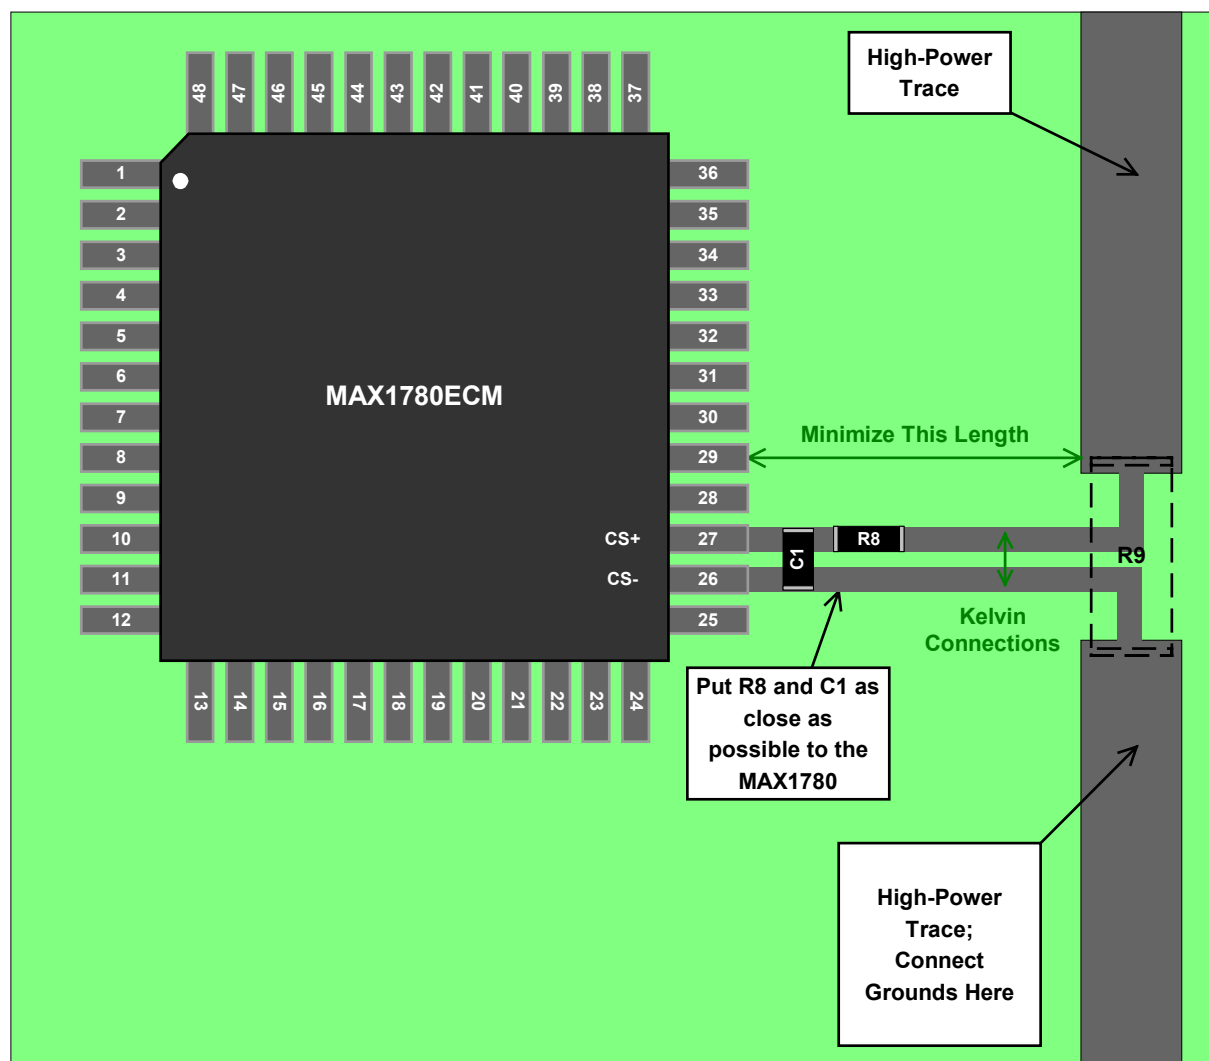 High-Power
Trace
48 47 46 45 44 43 42 41 40 39 38 37
1
2
3
4
5
6
7
8
9
10
11
12
MAX1780ECM
36
35
34
33
32
31
30
29
28
CS+ 27
CS- 26
25
Minimize This Length
C1
R8
R9
Kelvin
Connections
13 14 15 16 17 18 19 20 21 22 23 24
Put R8 and C1 as
close as
possible to the
MAX1780
High-Power
Trace;
Connect
Grounds Here